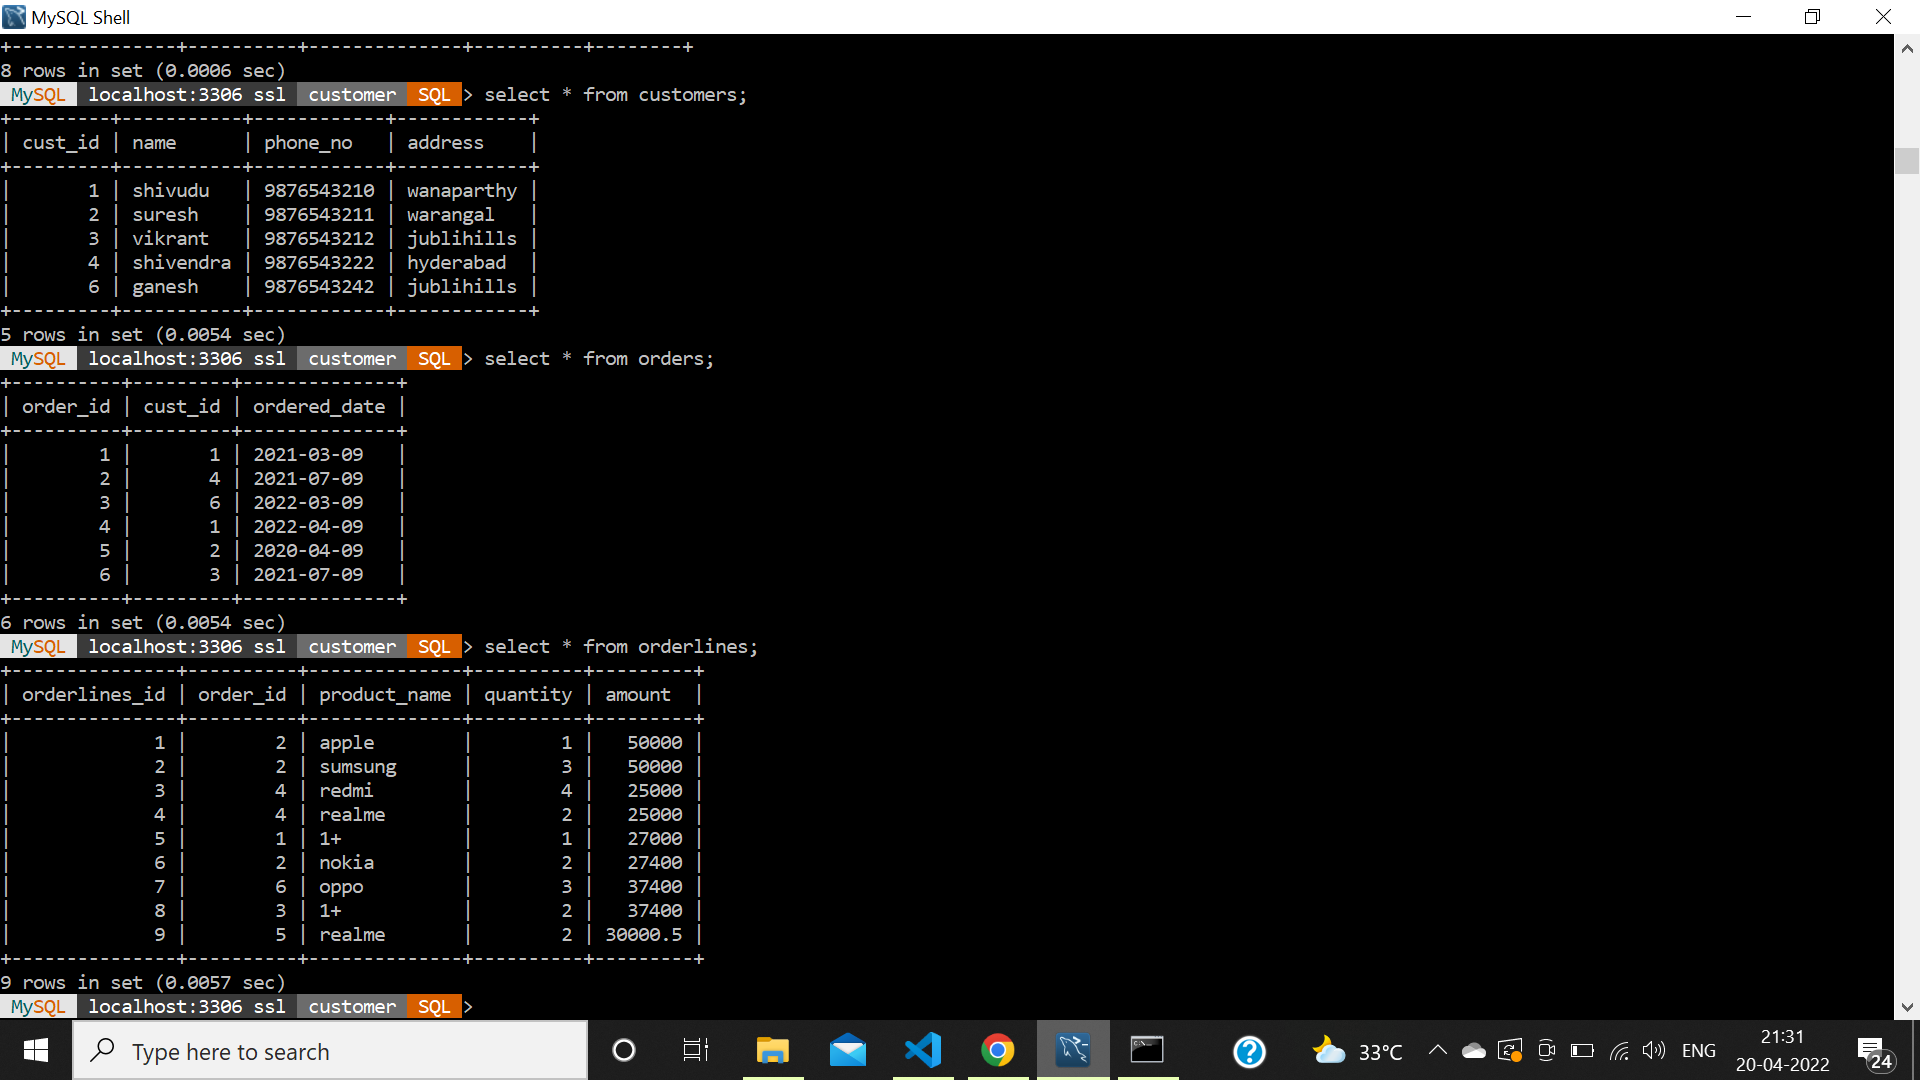 MySQL Shell
+---------------+----------+--------------+----------+--------+
8 rows in set (0.0006 sec)
MySQL localhost:3306 ssl customer SQL > select * from customers;
+---------+-----------+------------+------------+
| cust_id | name      | phone_no   | address    |
+---------+-----------+------------+------------+
|       1 | shivudu   | 9876543210 | wanaparthy |
|       2 | suresh    | 9876543211 | warangal   |
|       3 | vikrant   | 9876543212 | jublihills |
|       4 | shivendra | 9876543222 | hyderabad  |
|       6 | ganesh    | 9876543242 | jublihills |
+---------+-----------+------------+------------+
5 rows in set (0.0054 sec)
MySQL localhost:3306 ssl customer SQL > select * from orders;
+----------+---------+--------------+
| order_id | cust_id | ordered_date |
+----------+---------+--------------+
|        1 |       1 | 2021-03-09   |
|        2 |       4 | 2021-07-09   |
|        3 |       6 | 2022-03-09   |
|        4 |       1 | 2022-04-09   |
|        5 |       2 | 2020-04-09   |
|        6 |       3 | 2021-07-09   |
+----------+---------+--------------+
6 rows in set (0.0054 sec)
MySQL localhost:3306 ssl customer SQL > select * from orderlines;
+---------------+----------+--------------+----------+---------+
| orderlines_id | order_id | product_name | quantity | amount  |
+---------------+----------+--------------+----------+---------+
|             1 |        2 | apple        |        1 |   50000 |
|             2 |        2 | sumsung      |        3 |   50000 |
|             3 |        4 | redmi        |        4 |   25000 |
|             4 |        4 | realme       |        2 |   25000 |
|             5 |        1 | 1+           |        1 |   27000 |
|             6 |        2 | nokia        |        2 |   27400 |
|             7 |        6 | oppo         |        3 |   37400 |
|             8 |        3 | 1+           |        2 |   37400 |
|             9 |        5 | realme       |        2 | 30000.5 |
+---------------+----------+--------------+----------+---------+
9 rows in set (0.0057 sec)
MySQL localhost:3306 ssl customer SQL >
Type here to search
33°C
ENG
21:31
20-04-2022
24